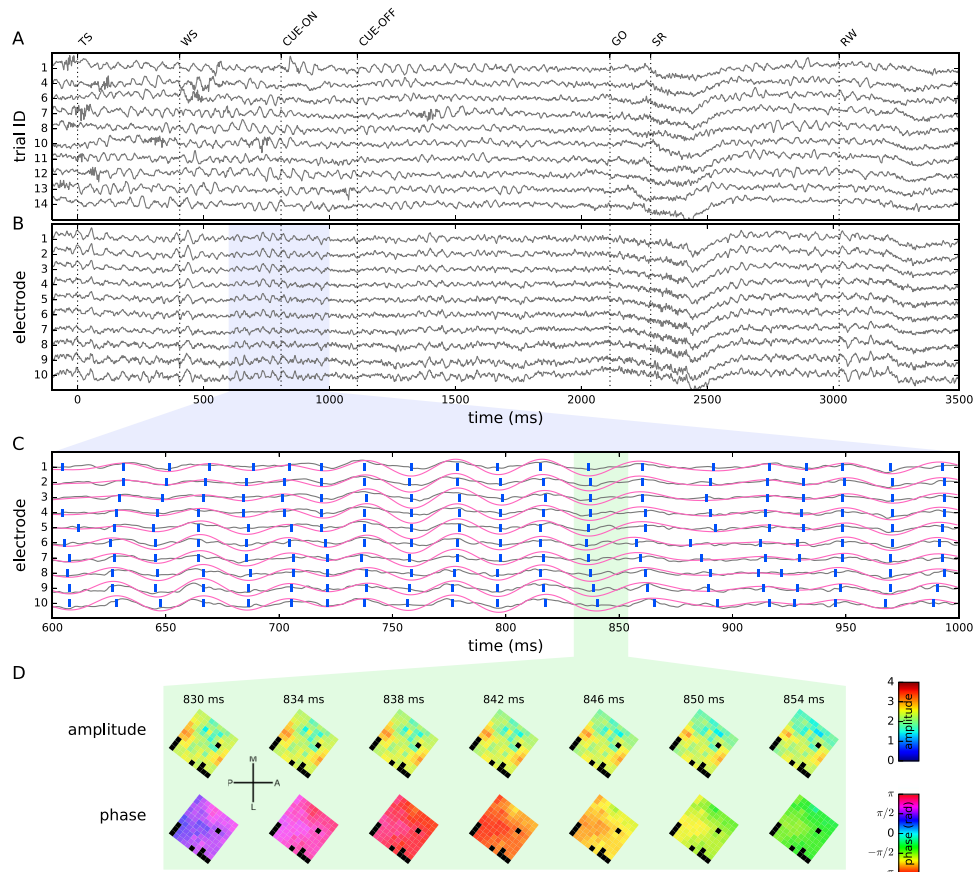 A
TS
WS
CUE-ON
CUE-OFF
GO
SR
RW
trial ID
1
4
6
7
8
10
11
12
13
14
B
electrode
1
2
3
4
5
6
7
8
9
10
0
500
1000
1500
2000
2500
3000
3500
time (ms)
C
electrode
1
2
3
4
5
6
7
8
9
10
600
650
700
750
800
850
900
950
1000
time (ms)
D
830 ms
834 ms
838 ms
842 ms
846 ms
850 ms
854 ms
amplitude
4
3
2
1
0
amplitude
M
P
A
L
phase
π
π/2
0
−π/2
phase (rad)